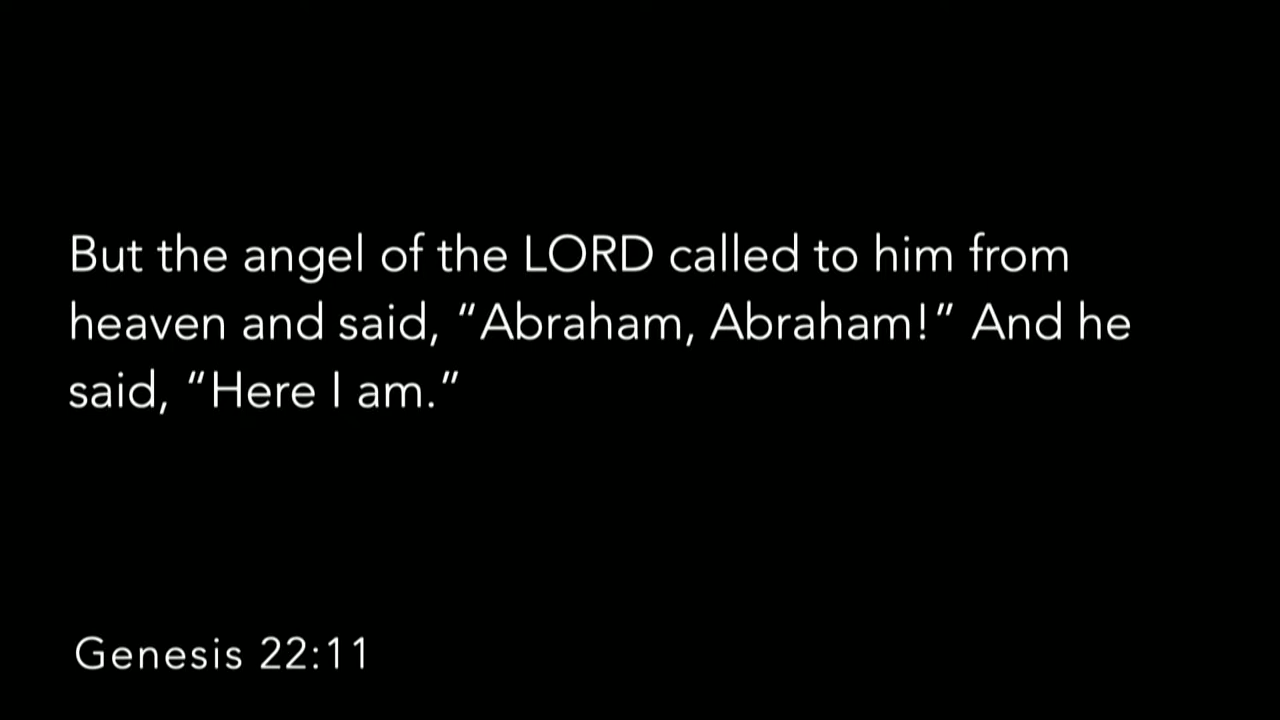 But the angel of the LORD called to him from
heaven and said, “Abraham, Abraham!” And he
said, “Here I am.”
Genesis 22:11